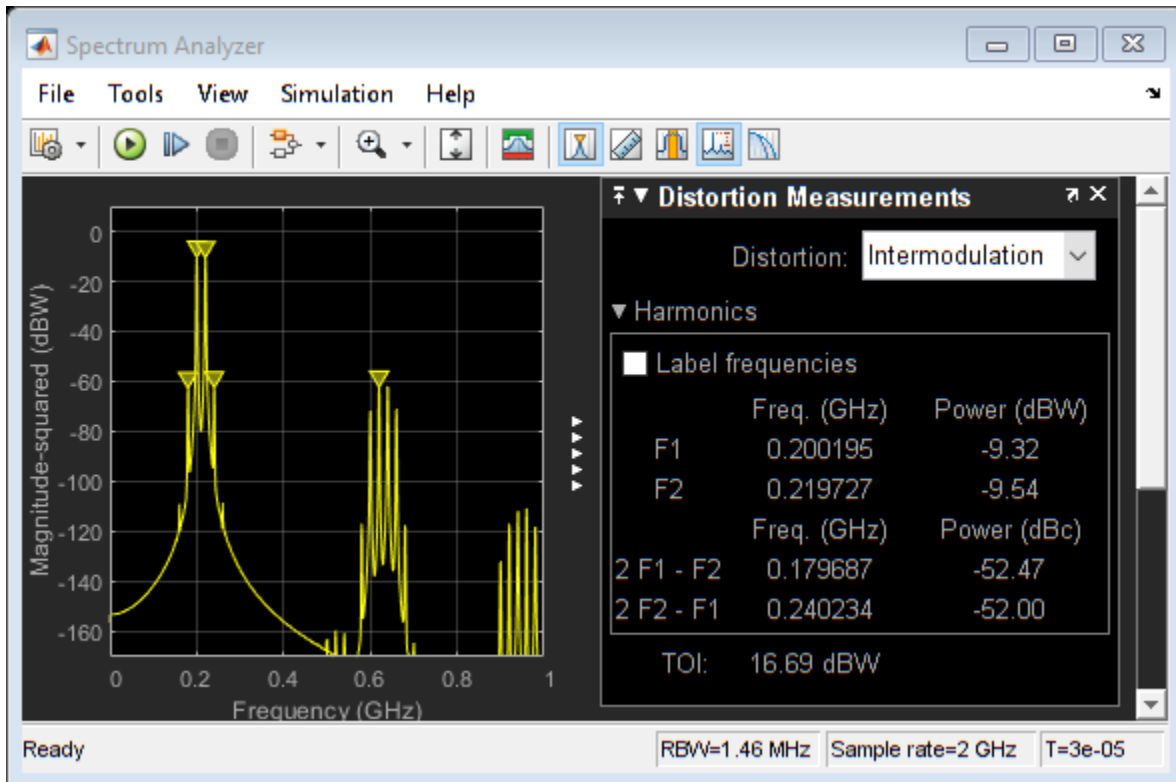 Spectrum Analyzer
File Tools View Simulation Help
Distortion Measurements
Distortion: Intermodulation
Harmonics
Label frequencies
Freq. (GHz) Power (dBW)
F1 0.200195 -9.32
F2 0.219727 -9.54
Freq. (GHz) Power (dBc)
2 F1 - F2 0.179687 -52.47
2 F2 - F1 0.240234 -52.00
TOI: 16.69 dBW
Magnitude-squared (dBW)
0
-20
-40
-60
-80
-100
-120
-140
-160
0 0.2 0.4 0.6 0.8 1
Frequency (GHz)
Ready RBW=1.46 MHz Sample rate=2 GHz T=3e-05